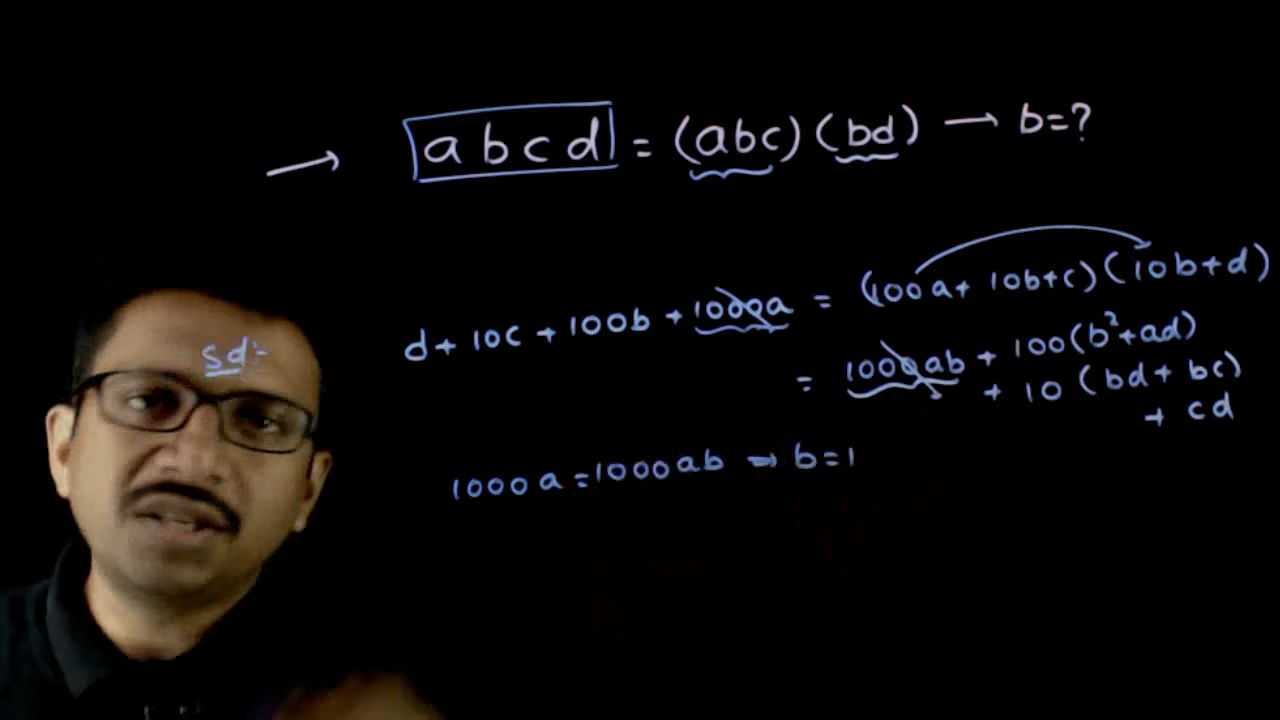 → abcd = (abc)(bd) → b=?
d + 10c + 100b + 1000a = (100a + 10b+c)(10b+d)
sd:-
= 1000ab + 100(b²+ad)
+ 10(bd + bc)
+ cd
1000a = 1000ab → b=1